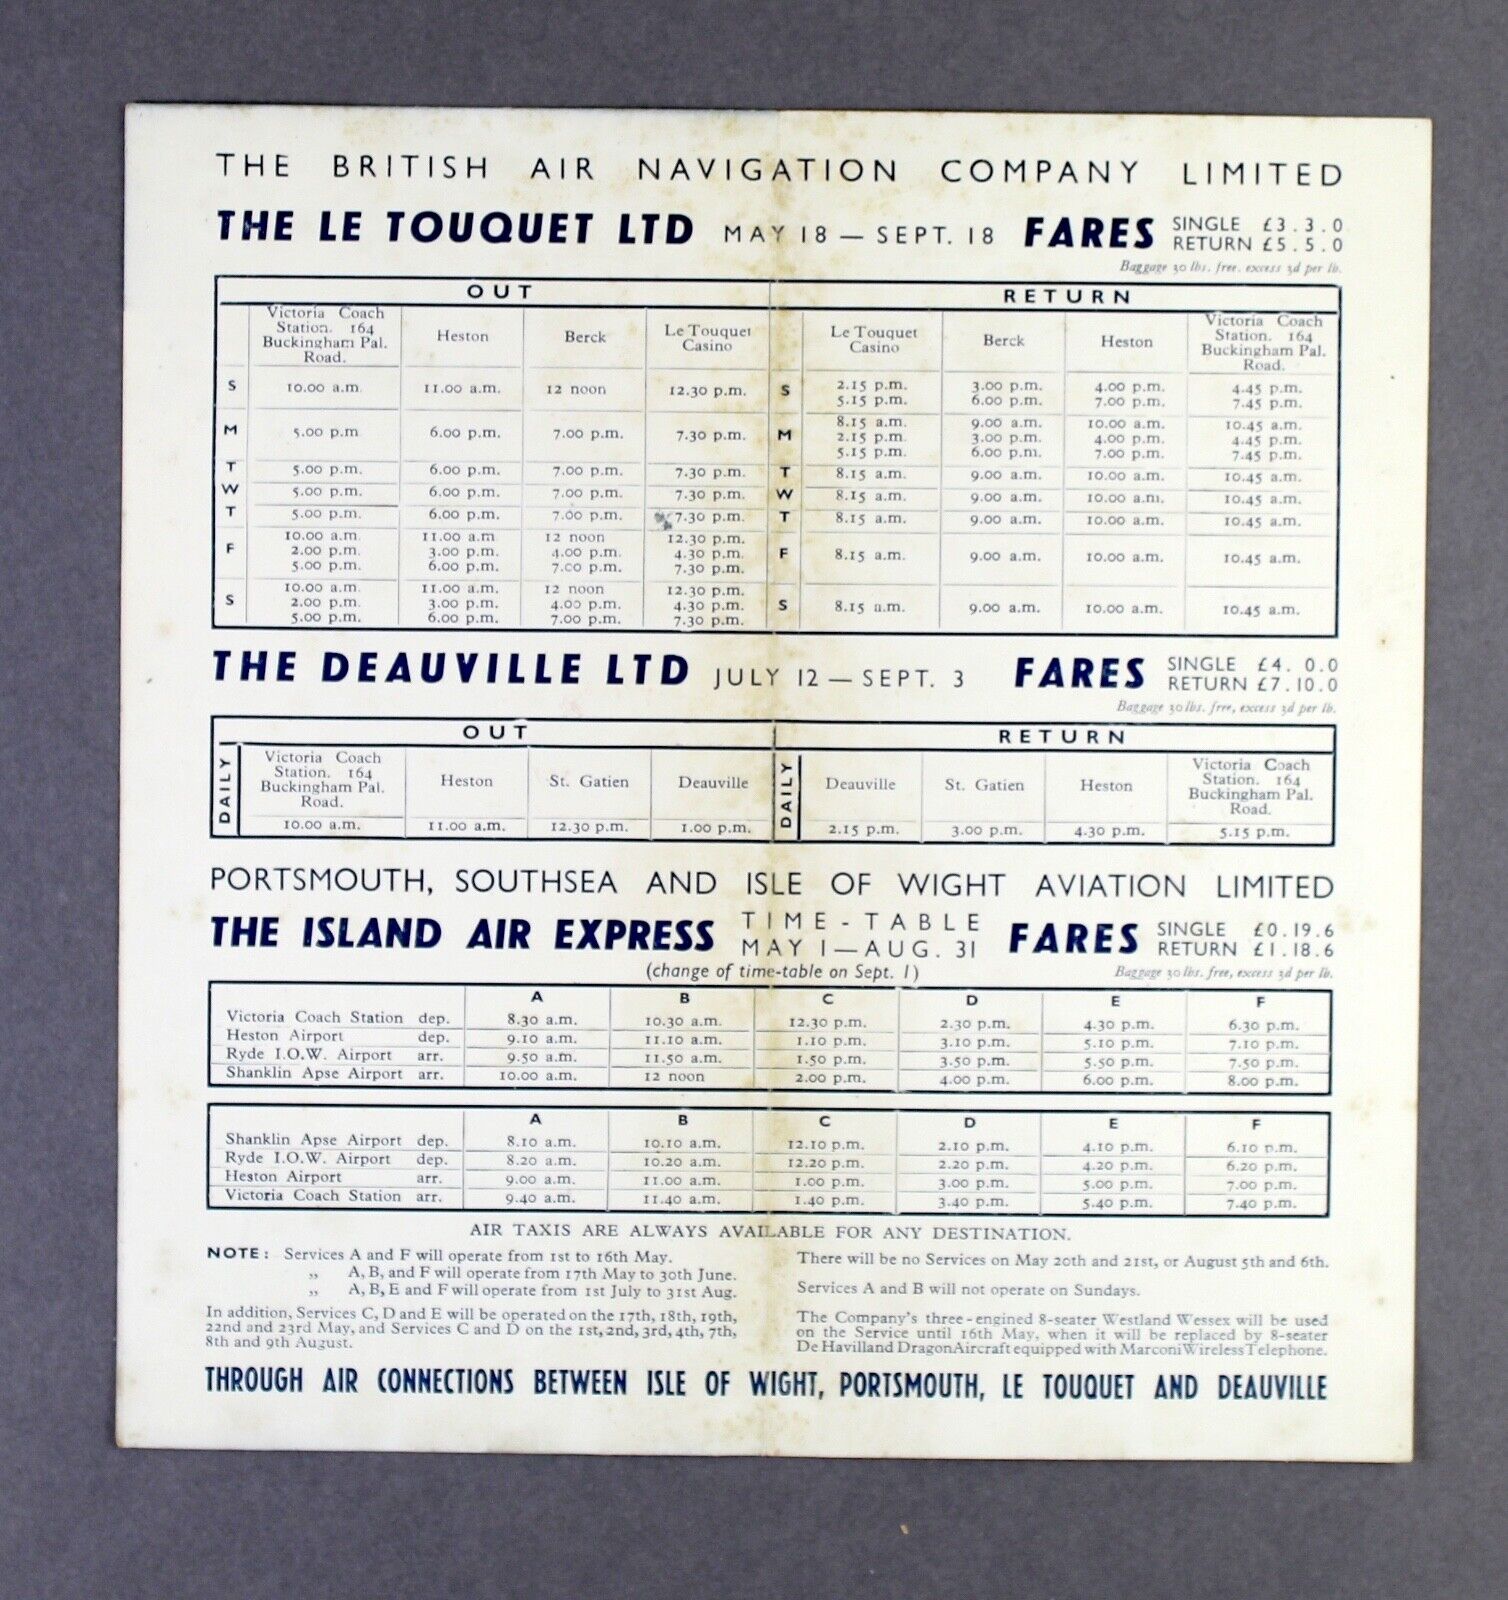 THE BRITISH AIR NAVIGATION COMPANY LIMITED
THE LE TOUQUET LTD MAY 18 — SEPT. 18 FARES SINGLE £3.3.0
RETURN £5.5.0
Baggage 30 lbs. free, excess 3d per lb.
OUT RETURN
Victoria Coach Station. 164 Buckingham Pal. Road. Heston Berck Le Touquet Casino Le Touquet Casino Berck Heston Victoria Coach Station. 164 Buckingham Pal. Road.
S 10.00 a.m. 11.00 a.m. 12 noon 12.30 p.m. S 2.15 p.m. 3.00 p.m. 4.00 p.m. 4.45 p.m.
5.15 p.m. 6.00 p.m. 7.00 p.m. 7.45 p.m.
8.15 a.m. 9.00 a.m. 10.00 a.m. 10.45 a.m.
M 5.00 p.m 6.00 p.m. 7.00 p.m. 7.30 p.m. M 2.15 p.m. 3.00 p.m. 4.00 p.m. 4.45 p.m.
5.15 p.m. 6.00 p.m. 7.00 p.m. 7.45 p.m.
T 5.00 p.m. 6.00 p.m. 7.00 p.m. 7.30 p.m. T 8.15 a.m. 9.00 a.m. 10.00 a.m. 10.45 a.m.
W 5.00 p.m. 6.00 p.m. 7.00 p.m. 7.30 p.m. W 8.15 a.m. 9.00 a.m. 10.00 a.m. 10.45 a.m.
T 5.00 p.m. 6.00 p.m. 7.00 p.m. 7.30 p.m. T 8.15 a.m. 9.00 a.m. 10.00 a.m. 10.45 a.m.
10.00 a.m. 11.00 a.m 12 noon 12.30 p.m.
F 2.00 p.m. 3.00 p.m. 4.00 p.m. 4.30 p.m. F 8.15 a.m. 9.00 a.m. 10.00 a.m. 10.45 a.m.
5.00 p.m. 6.00 p.m. 7.00 p.m. 7.30 p.m.
10.00 a.m. 11.00 a.m. 12 noon 12.30 p.m.
S 2.00 p.m. 3.00 p.m. 4.00 p.m. 4.30 p.m. S 8.15 a.m. 9.00 a.m. 10.00 a.m. 10.45 a.m.
5.00 p.m. 6.00 p.m. 7.00 p.m. 7.30 p.m.
THE DEAUVILLE LTD JULY 12 — SEPT. 3 FARES SINGLE £4. 0.0
RETURN £7.10.0
Baggage 30 lbs. free, excess 3d per lb.
OUT RETURN
DAILY Victoria Coach Station. 164 Buckingham Pal. Road. Heston St. Gatien Deauville DAILY Deauville St. Gatien Heston Victoria Coach Station. 164 Buckingham Pal. Road.
10.00 a.m. 11.00 a.m. 12.30 p.m. 1.00 p.m. 2.15 p.m. 3.00 p.m. 4.30 p.m. 5.15 p.m.
PORTSMOUTH, SOUTHSEA AND ISLE OF WIGHT AVIATION LIMITED
THE ISLAND AIR EXPRESS TIME-TABLE MAY 1—AUG. 31 FARES SINGLE £0.19.6
RETURN £1.18.6
(change of time-table on Sept. 1) Baggage 30 lbs. free, excess 3d per lb.
A B C D E F
Victoria Coach Station dep. 8.30 a.m. 10.30 a.m. 12.30 p.m. 2.30 p.m. 4.30 p.m. 6.30 p.m.
Heston Airport dep. 9.10 a.m. 11.10 a.m. 1.10 p.m. 3.10 p.m. 5.10 p.m. 7.10 p.m.
Ryde I.O.W. Airport arr. 9.50 a.m. 11.50 a.m. 1.50 p.m. 3.50 p.m. 5.50 p.m. 7.50 p.m.
Shanklin Apse Airport arr. 10.00 a.m. 12 noon 2.00 p.m. 4.00 p.m. 6.00 p.m. 8.00 p.m.
A B C D E F
Shanklin Apse Airport dep. 8.10 a.m. 10.10 a.m. 12.10 p.m. 2.10 p.m. 4.10 p.m. 6.10 p.m.
Ryde I.O.W. Airport dep. 8.20 a.m. 10.20 a.m. 12.20 p.m. 2.20 p.m. 4.20 p.m. 6.20 p.m.
Heston Airport arr. 9.00 a.m. 11.00 a.m. 1.00 p.m. 3.00 p.m. 5.00 p.m. 7.00 p.m.
Victoria Coach Station arr. 9.40 a.m. 11.40 a.m. 1.40 p.m. 3.40 p.m. 5.40 p.m. 7.40 p.m.
AIR TAXIS ARE ALWAYS AVAILABLE FOR ANY DESTINATION.
NOTE: Services A and F will operate from 1st to 16th May.
„ A, B, and F will operate from 17th May to 30th June.
„ A, B, E and F will operate from 1st July to 31st Aug.
In addition, Services C, D and E will be operated on the 17th, 18th, 19th,
22nd and 23rd May, and Services C and D on the 1st, 2nd, 3rd, 4th, 7th,
8th and 9th August.
There will be no Services on May 20th and 21st, or August 5th and 6th.
Services A and B will not operate on Sundays.
The Company's three-engined 8-seater Westland Wessex will be used
on the Service until 16th May, when it will be replaced by 8-seater
De Havilland Dragon Aircraft equipped with Marconi Wireless Telephone.
THROUGH AIR CONNECTIONS BETWEEN ISLE OF WIGHT, PORTSMOUTH, LE TOUQUET AND DEAUVILLE